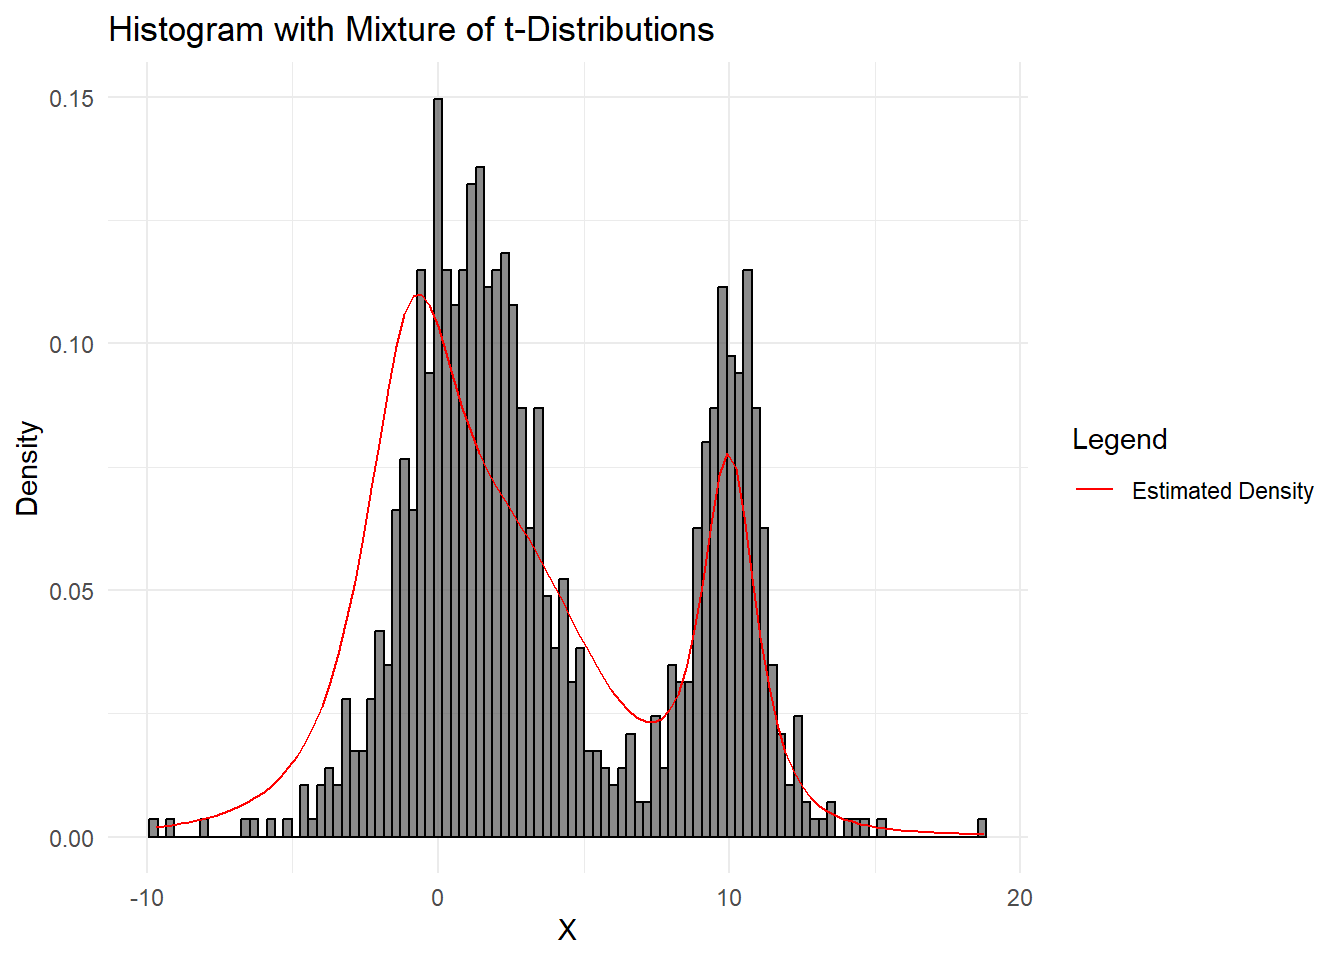 Histogram with Mixture of t-Distributions
0.15
0.10
0.05
0.00
Density
-10
0
10
20
X
Legend
Estimated Density